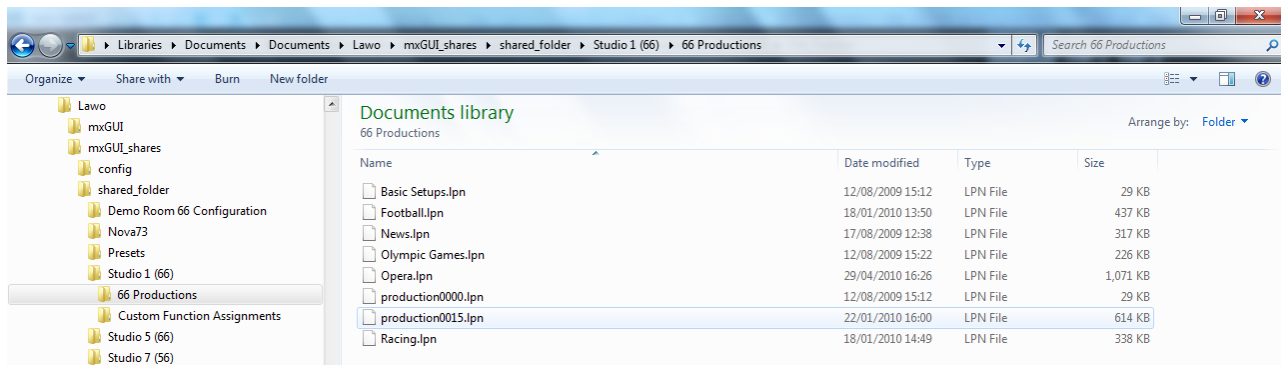 Libraries Documents Documents Lawo mxGUI_shares shared_folder Studio 1 (66) 66 Productions Search 66 Productions
Organize Share with Burn New folder
Lawo
mxGUI
mxGUI_shares
config
shared_folder
Demo Room 66 Configuration
Nova73
Presets
Studio 1 (66)
66 Productions
Custom Function Assignments
Studio 5 (66)
Studio 7 (56)
Documents library
66 Productions
Arrange by: Folder
Name Date modified Type Size
Basic Setups.lpn 12/08/2009 15:12 LPN File 29 KB
Football.lpn 18/01/2010 13:50 LPN File 437 KB
News.lpn 17/08/2009 12:38 LPN File 317 KB
Olympic Games.lpn 12/08/2009 15:22 LPN File 226 KB
Opera.lpn 29/04/2010 16:26 LPN File 1,071 KB
production0000.lpn 12/08/2009 15:12 LPN File 29 KB
production0015.lpn 22/01/2010 16:00 LPN File 614 KB
Racing.lpn 18/01/2010 14:49 LPN File 338 KB